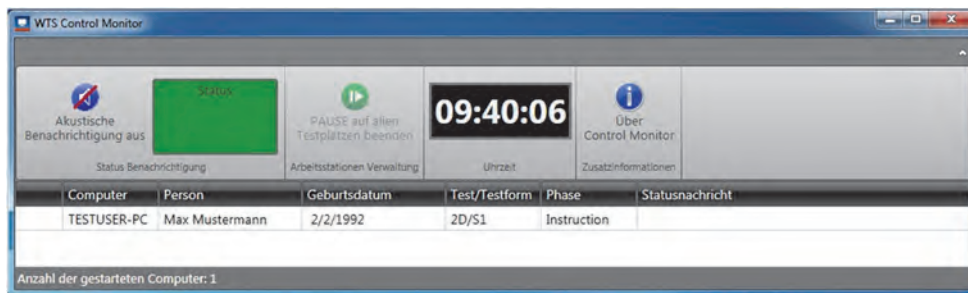 WTS Control Monitor
Status
Akustische
Benachrichtigung aus
PAUSE auf allen
Testplätzen beenden
09:40:06
Über
Control Monitor
Status Benachrichtigung
Arbeitsstationen Verwaltung
Uhrzeit
Zusatzinformationen
Computer Person Geburtsdatum Test/Testform Phase Statusnachricht
TESTUSER-PC Max Mustermann 2/2/1992 2D/S1 Instruction
Anzahl der gestarteten Computer: 1